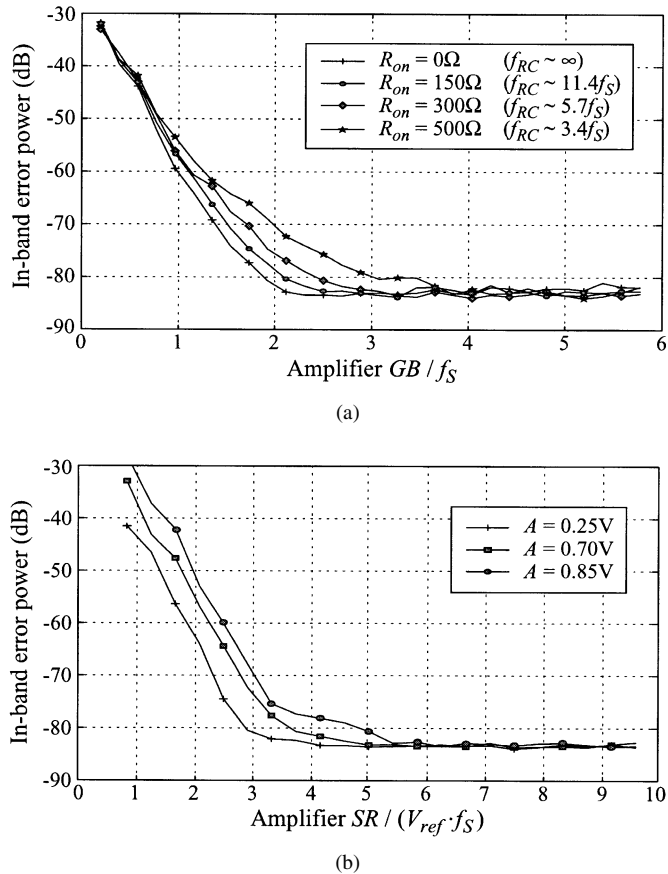 -30
-40
-50
-60
-70
-80
-90
In-band error power (dB)
R_on = 0Ω (f_RC ~ ∞)
R_on = 150Ω (f_RC ~ 11.4f_S)
R_on = 300Ω (f_RC ~ 5.7f_S)
R_on = 500Ω (f_RC ~ 3.4f_S)
0 1 2 3 4 5 6
Amplifier GB / f_S
(a)
-30
-40
-50
-60
-70
-80
-90
In-band error power (dB)
A = 0.25V
A = 0.70V
A = 0.85V
0 1 2 3 4 5 6 7 8 9 10
Amplifier SR / (V_ref·f_S)
(b)